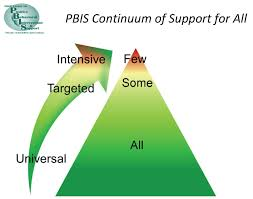 PBIS Continuum of Support for All
Intensive Few
Targeted Some
Universal All